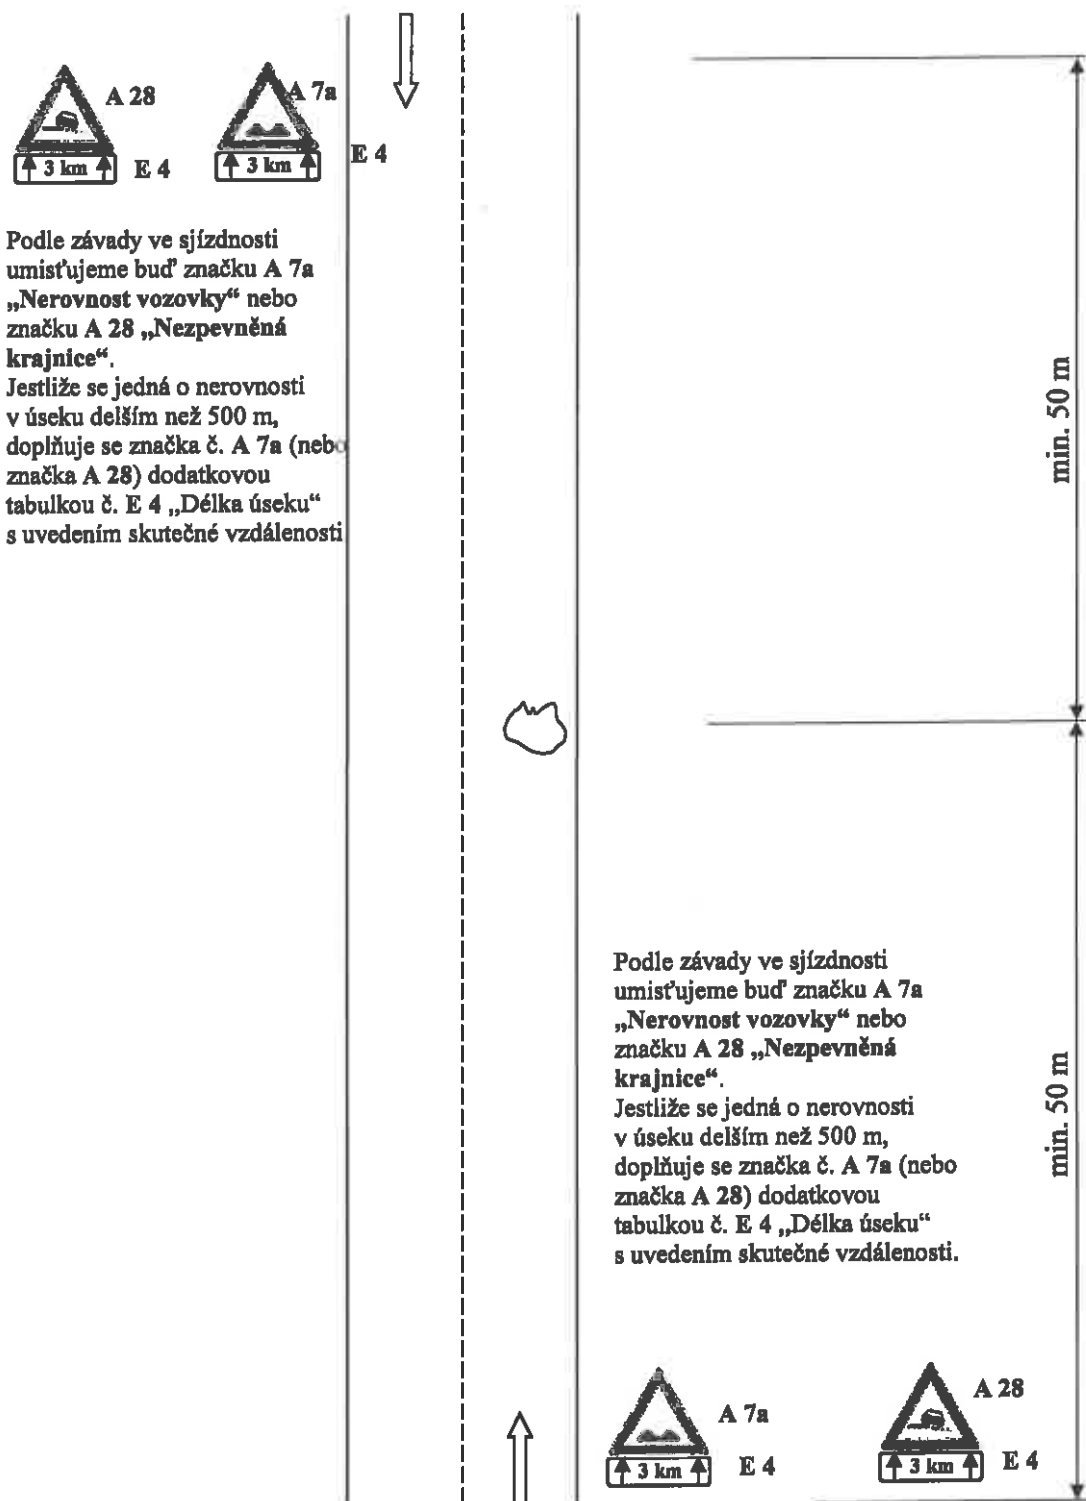 A 28
A 7a
3 km
E 4
3 km
E 4
Podle závady ve sjízdnosti
umisťujeme buď značku A 7a
„Nerovnost vozovky“ nebo
značku A 28 „Nezpevněná
krajnice“.
Jestliže se jedná o nerovnosti
v úseku delším než 500 m,
doplňuje se značka č. A 7a (nebo
značka A 28) dodatkovou
tabulkou č. E 4 „Délka úseku“
s uvedením skutečné vzdálenosti
min. 50 m
Podle závady ve sjízdnosti
umisťujeme buď značku A 7a
„Nerovnost vozovky“ nebo
značku A 28 „Nezpevněná
krajnice“.
Jestliže se jedná o nerovnosti
v úseku delším než 500 m,
doplňuje se značka č. A 7a (nebo
značka A 28) dodatkovou
tabulkou č. E 4 „Délka úseku“
s uvedením skutečné vzdálenosti.
min. 50 m
A 7a
A 28
3 km
E 4
3 km
E 4